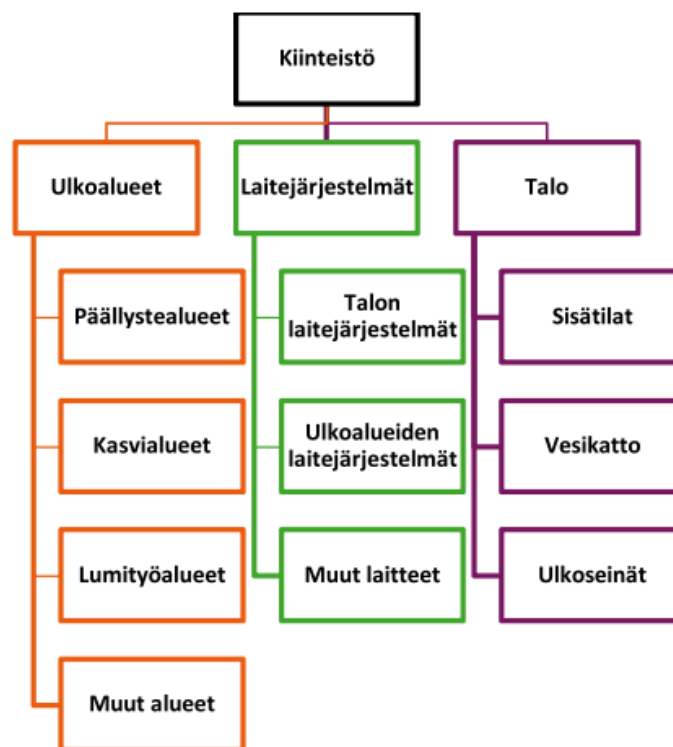 Kiinteistö
Ulkoalueet
Laitejärjestelmät
Talo
Päällystealueet
Talon
laitejärjestelmät
Sisätilat
Kasvialueet
Ulkoalueiden
laitejärjestelmät
Vesikatto
Lumityöalueet
Muut laitteet
Ulkoseinät
Muut alueet